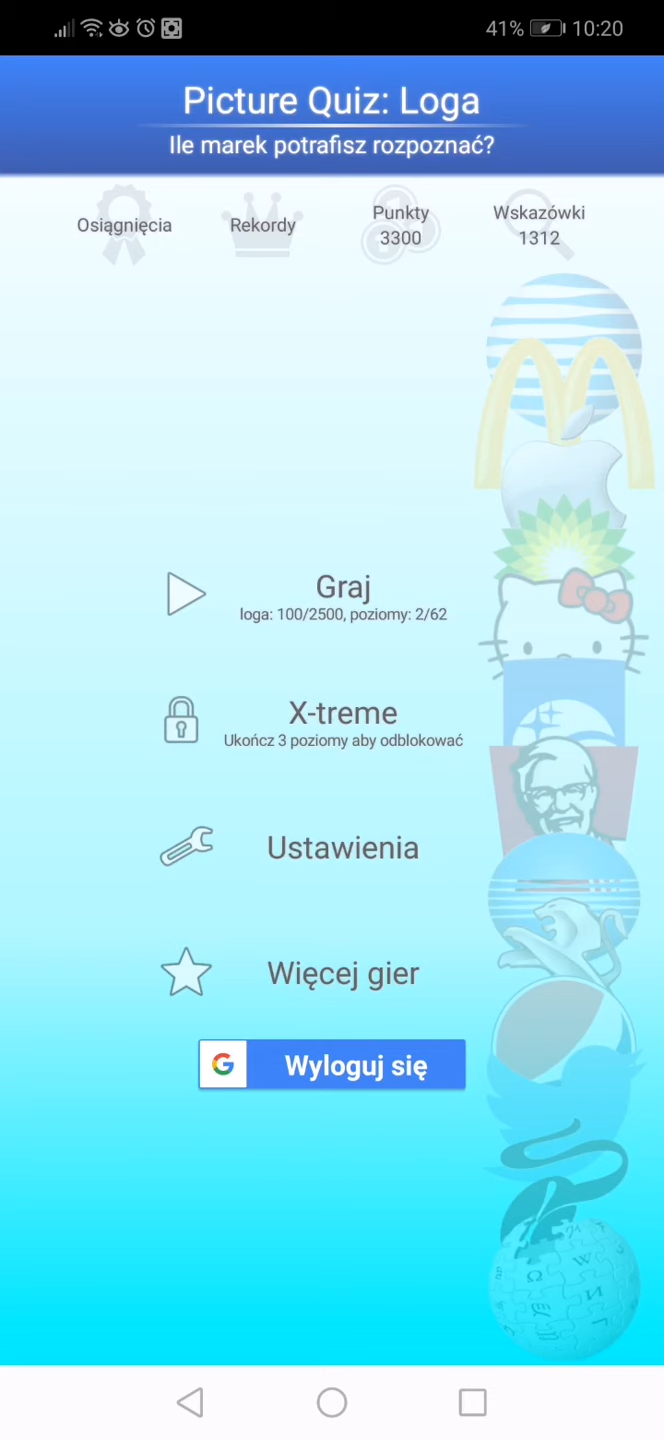 41% 10:20
Picture Quiz: Loga
Ile marek potrafisz rozpoznać?
Osiągnięcia
Rekordy
Punkty
3300
Wskazówki
1312
Graj
loga: 100/2500, poziomy: 2/62
X-treme
Ukończ 3 poziomy aby odblokować
Ustawienia
Więcej gier
G Wyloguj się